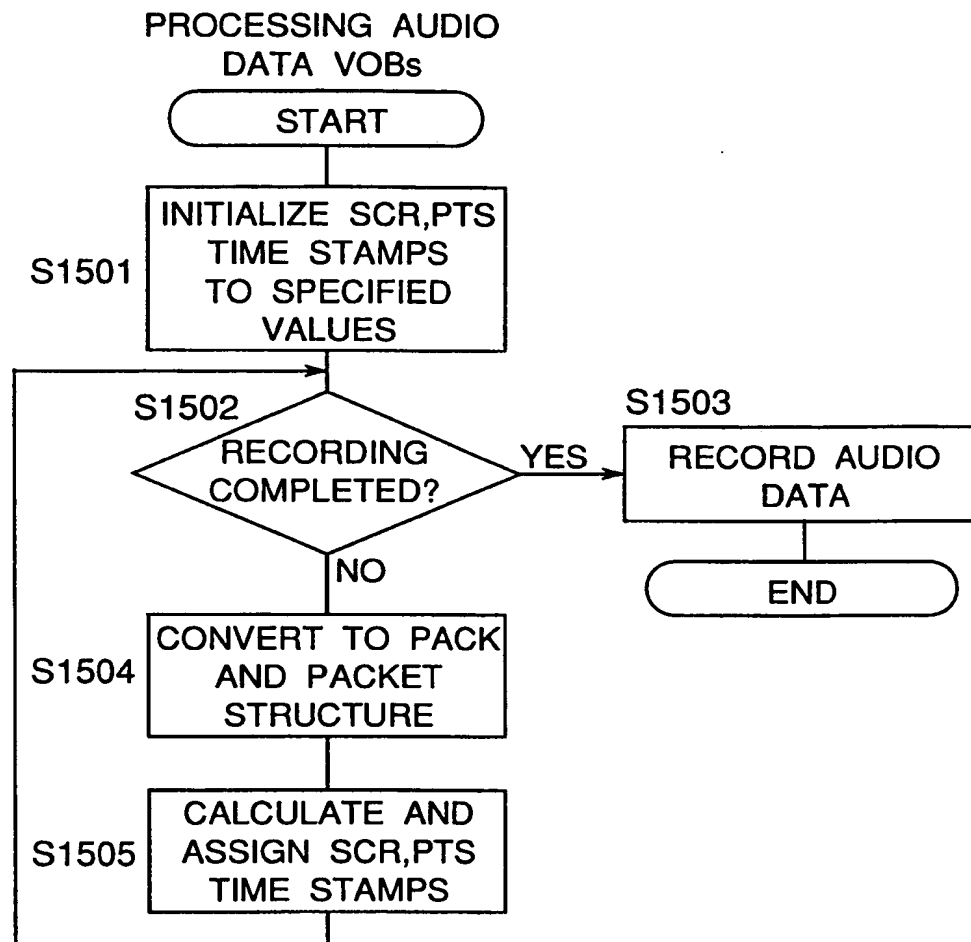 PROCESSING AUDIO
DATA VOBs
START
INITIALIZE SCR,PTS
TIME STAMPS
TO SPECIFIED
VALUES
S1501
S1502
RECORDING
COMPLETED?
YES
S1503
RECORD AUDIO
DATA
END
NO
CONVERT TO PACK
AND PACKET
STRUCTURE
S1504
CALCULATE AND
ASSIGN SCR,PTS
TIME STAMPS
S1505